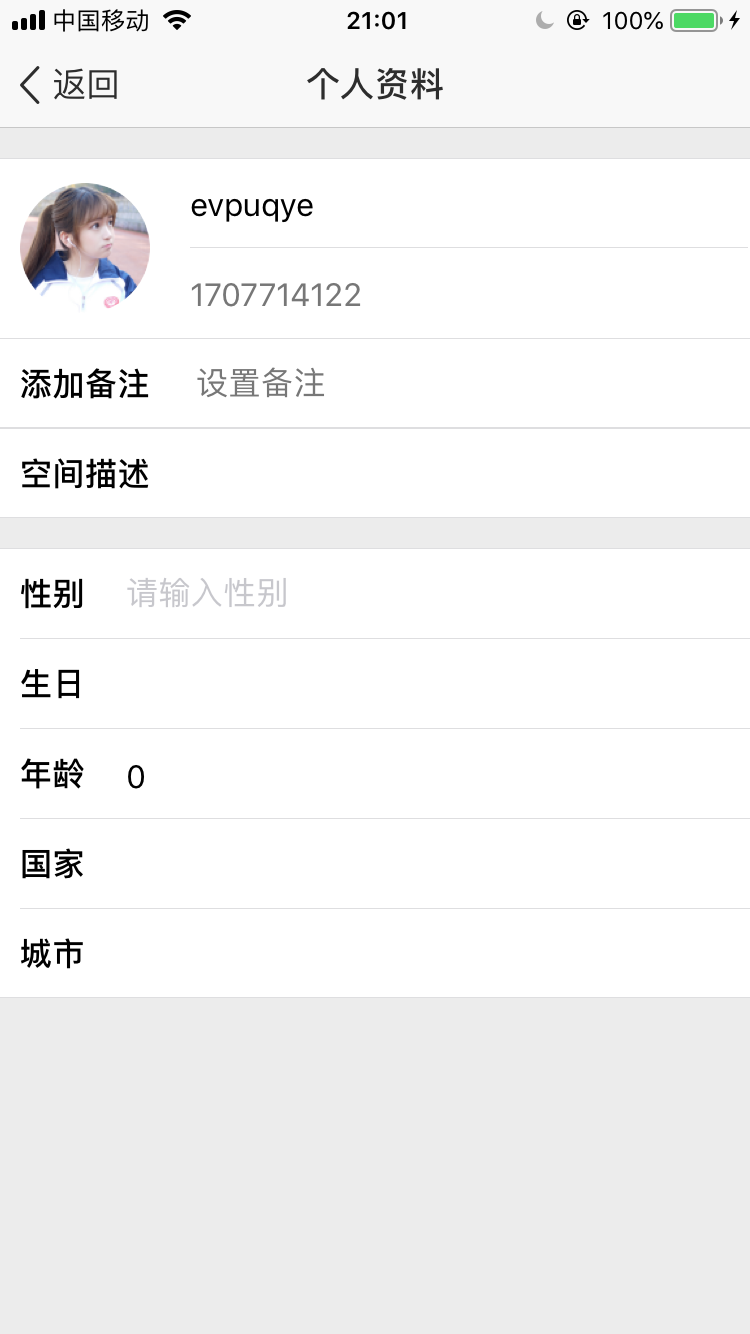 中国移动 21:01 100%
返回 个人资料
evpuqye
1707714122
添加备注 设置备注
空间描述
性别 请输入性别
生日
年龄 0
国家
城市